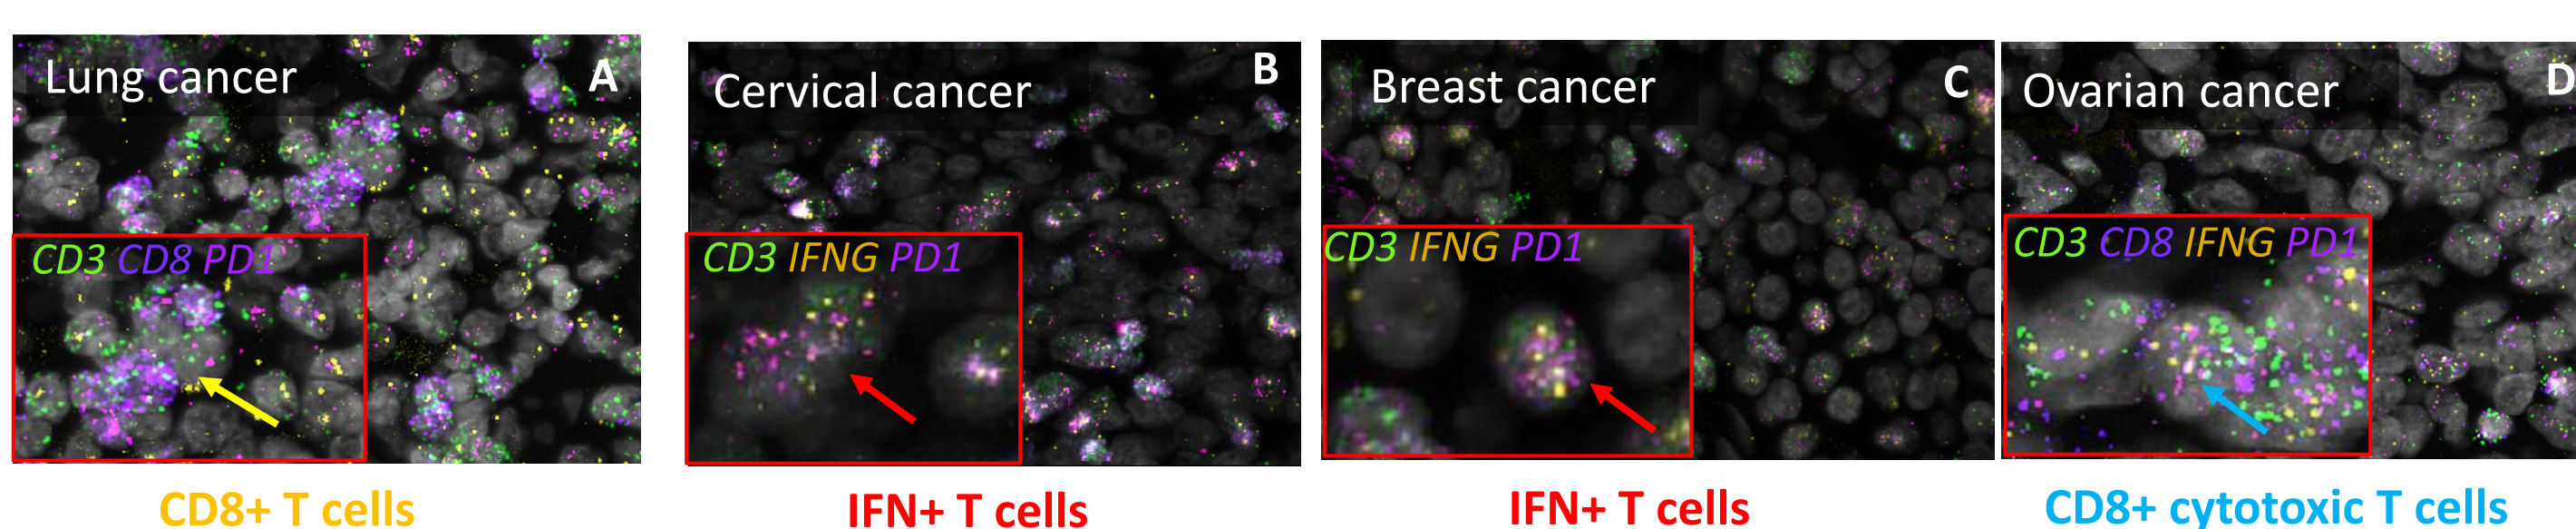 Lung cancer
A
CD3 CD8 PD1
CD8+ T cells
Cervical cancer
B
CD3 IFNG PD1
IFN+ T cells
Breast cancer
C
CD3 IFNG PD1
IFN+ T cells
Ovarian cancer
D
CD3 CD8 IFNG PD1
CD8+ cytotoxic T cells